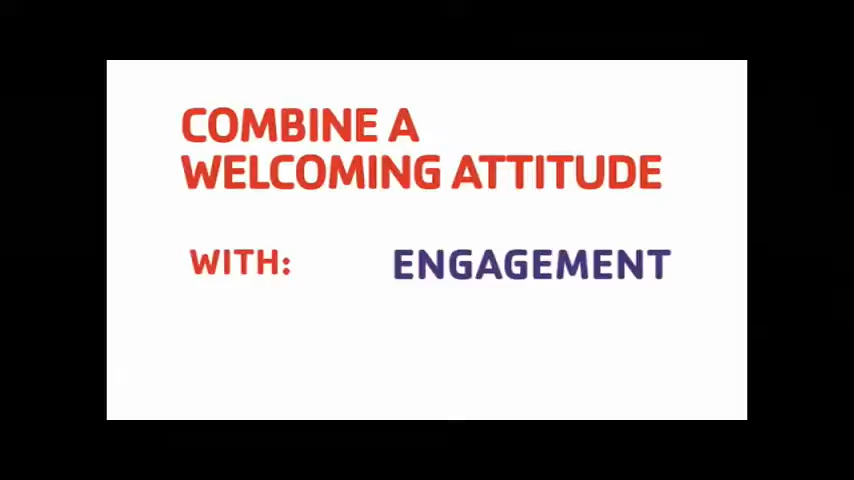 COMBINE A
WELCOMING ATTITUDE
WITH: ENGAGEMENT